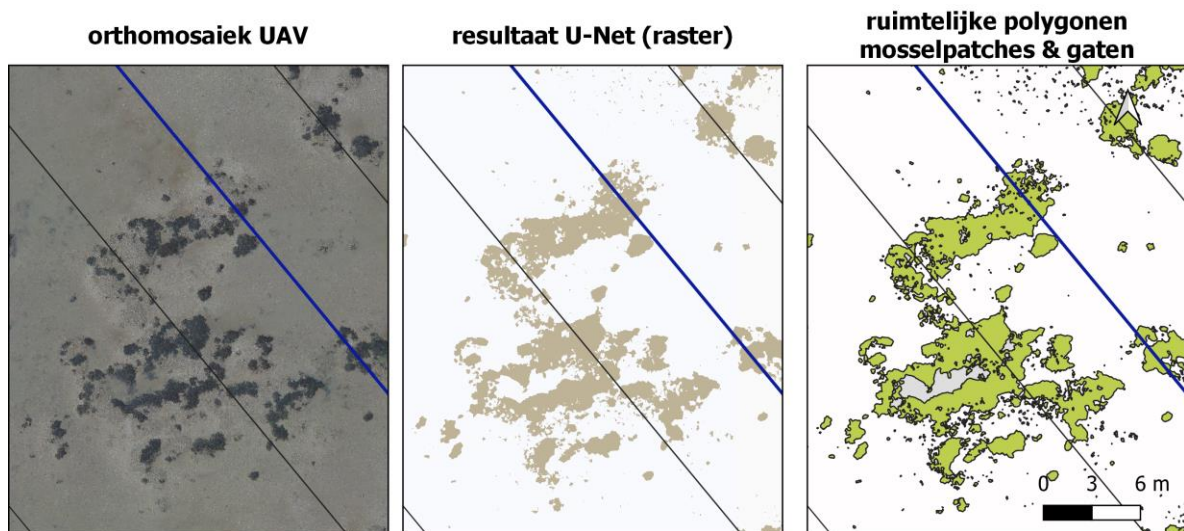 orthomosaiek UAV
resultaat U-Net (raster)
ruimtelijke polygonen
mosselpatches & gaten
0 3 6 m